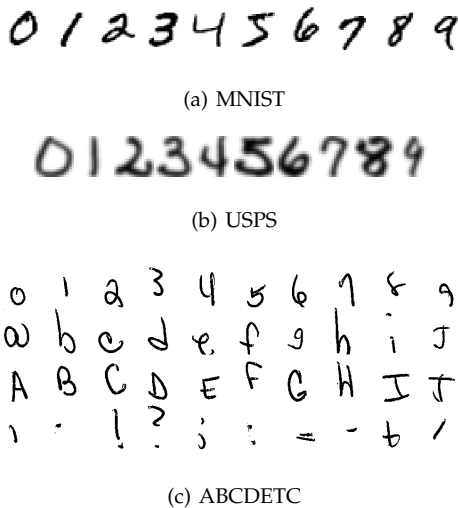 0 1 2 3 4 5 6 7 8 9
(a) MNIST
0 1 2 3 4 5 6 7 8 9
(b) USPS
0 1 2 3 4 5 6 7 8 9
a b c d e f g h i J
A B C D E F G H I J
, . ! ? ; : = - + /
(c) ABCDETC